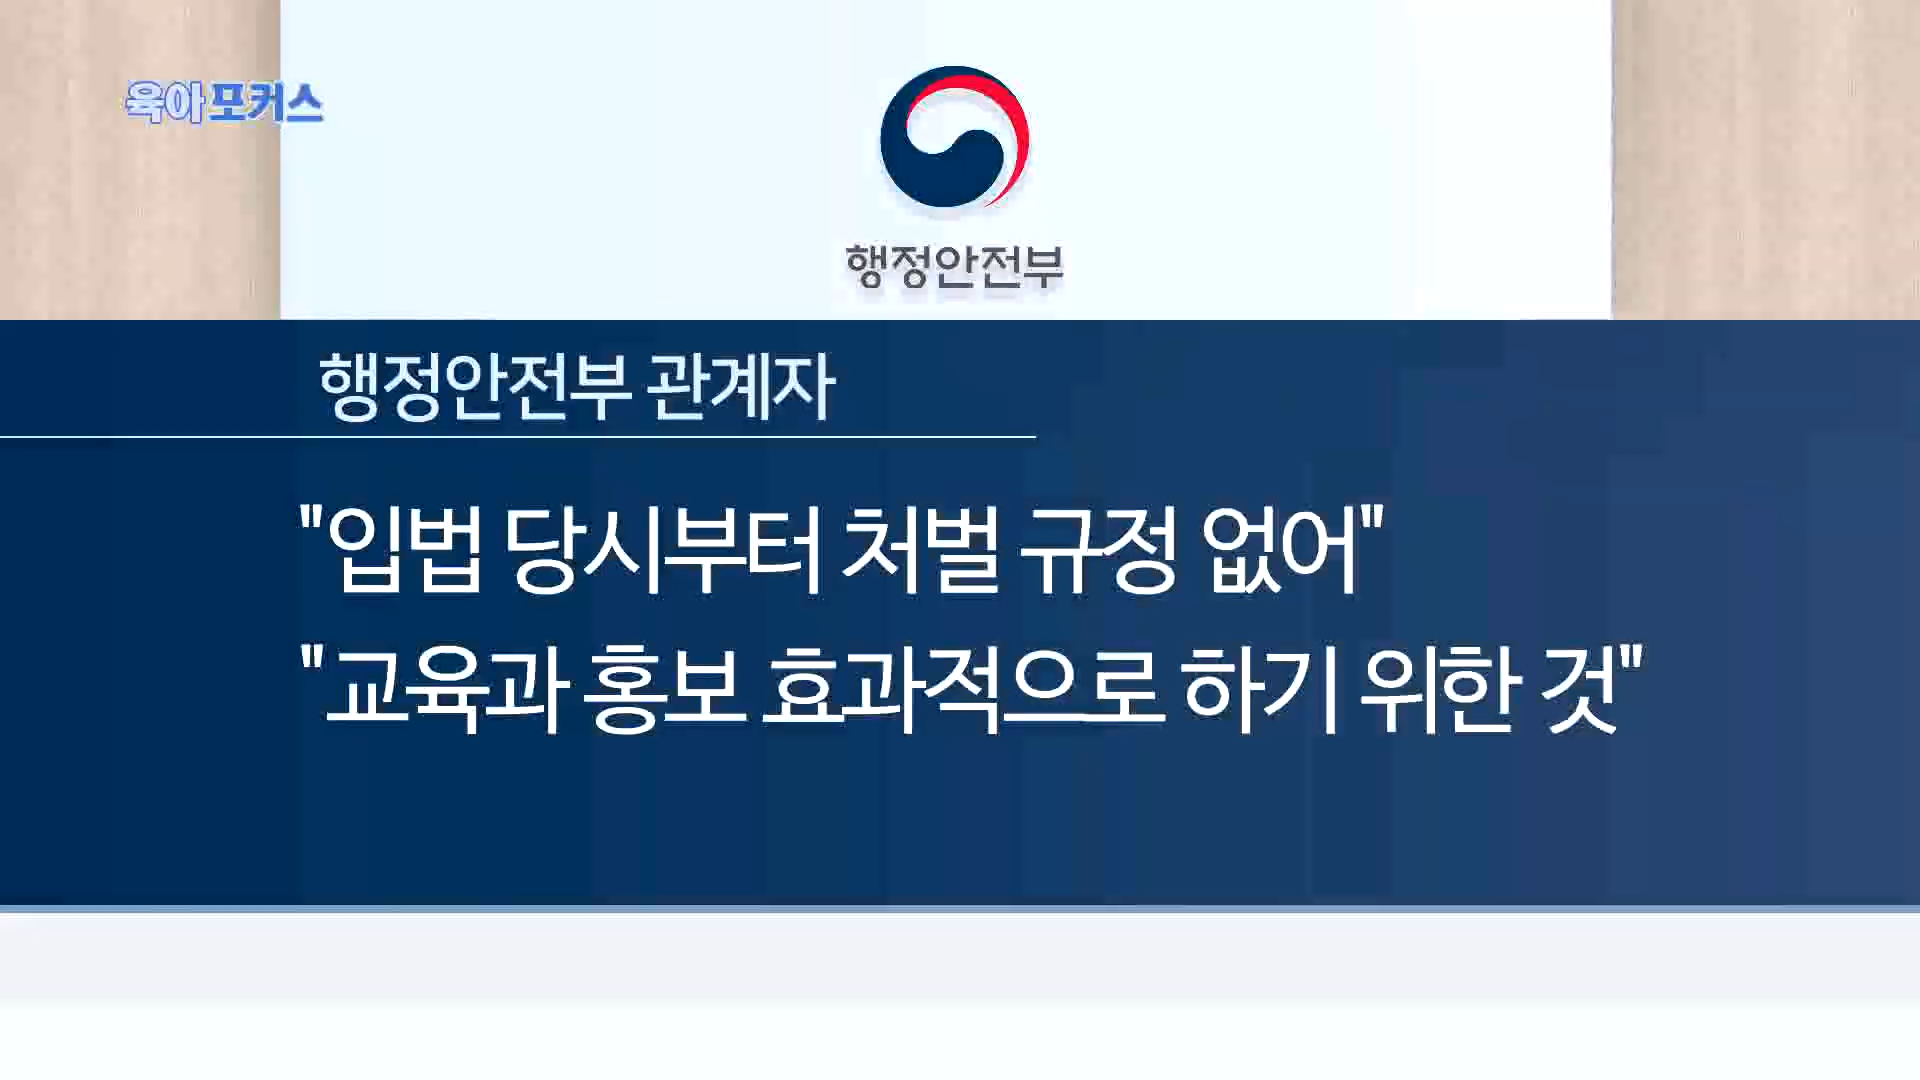 육아포커스
행정안전부
행정안전부 관계자
"입법 당시부터 처벌 규정 없어"
"교육과 홍보 효과적으로 하기 위한 것"